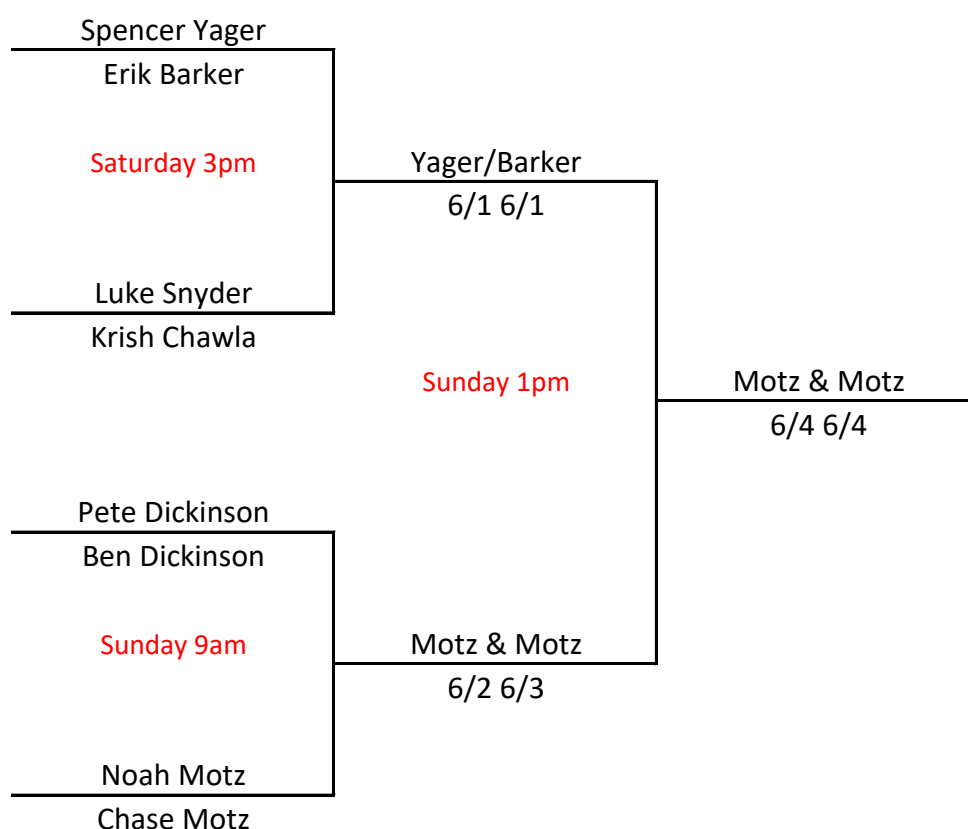 Spencer Yager
Erik Barker
Saturday 3pm
Yager/Barker
6/1 6/1
Luke Snyder
Krish Chawla
Sunday 1pm
Motz & Motz
6/4 6/4
Pete Dickinson
Ben Dickinson
Sunday 9am
Motz & Motz
6/2 6/3
Noah Motz
Chase Motz